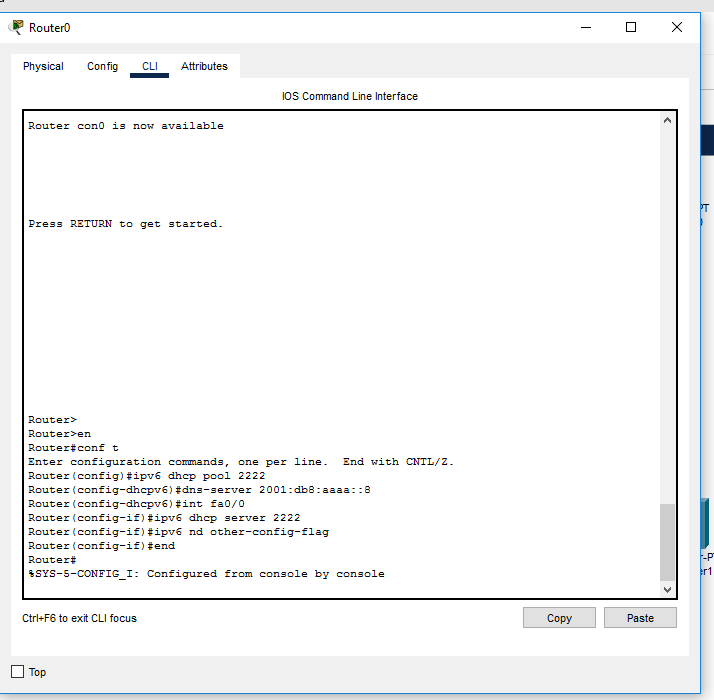 Router0
Physical Config CLI Attributes
IOS Command Line Interface
Router con0 is now available
Press RETURN to get started.
Router>
Router>en
Router#conf t
Enter configuration commands, one per line.  End with CNTL/Z.
Router(config)#ipv6 dhcp pool 2222
Router(config-dhcpv6)#dns-server 2001:db8:aaaa::8
Router(config-dhcpv6)#int fa0/0
Router(config-if)#ipv6 dhcp server 2222
Router(config-if)#ipv6 nd other-config-flag
Router(config-if)#end
Router#
%SYS-5-CONFIG_I: Configured from console by console
Ctrl+F6 to exit CLI focus
Copy Paste
Top